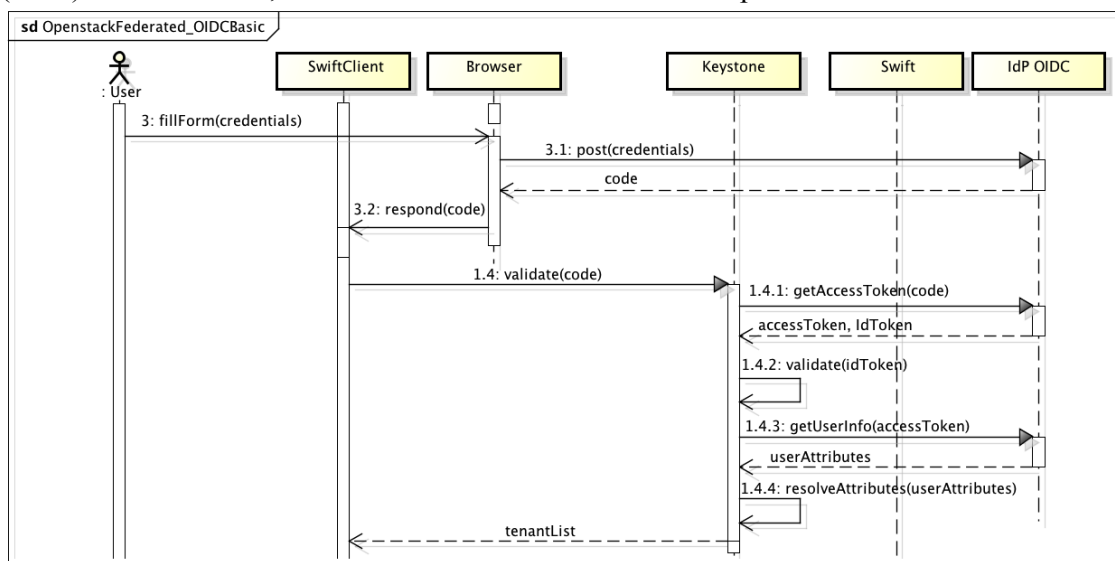 sd OpenstackFederated_OIDCBasic
SwiftClient
Browser
Keystone
Swift
IdP OIDC
: User
3: fillForm(credentials)
3.1: post(credentials)
code
3.2: respond(code)
1.4: validate(code)
1.4.1: getAccessToken(code)
accessToken, IdToken
1.4.2: validate(idToken)
1.4.3: getUserInfo(accessToken)
userAttributes
1.4.4: resolveAttributes(userAttributes)
tenantList